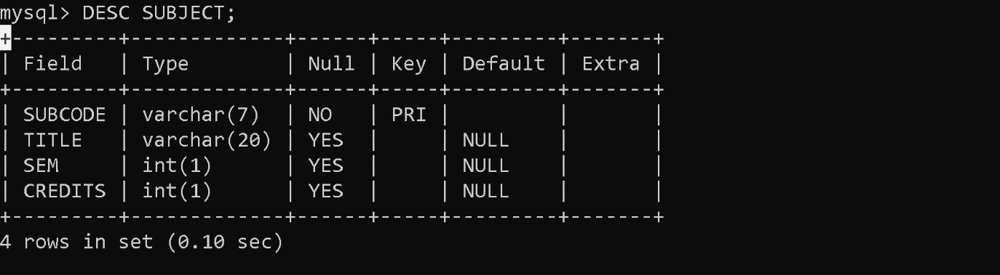 mysql> DESC SUBJECT;
+---------+-------------+------+-----+---------+-------+
| Field   | Type        | Null | Key | Default | Extra |
+---------+-------------+------+-----+---------+-------+
| SUBCODE | varchar(7)  | NO   | PRI |         |       |
| TITLE   | varchar(20) | YES  |     | NULL    |       |
| SEM     | int(1)      | YES  |     | NULL    |       |
| CREDITS | int(1)      | YES  |     | NULL    |       |
+---------+-------------+------+-----+---------+-------+
4 rows in set (0.10 sec)